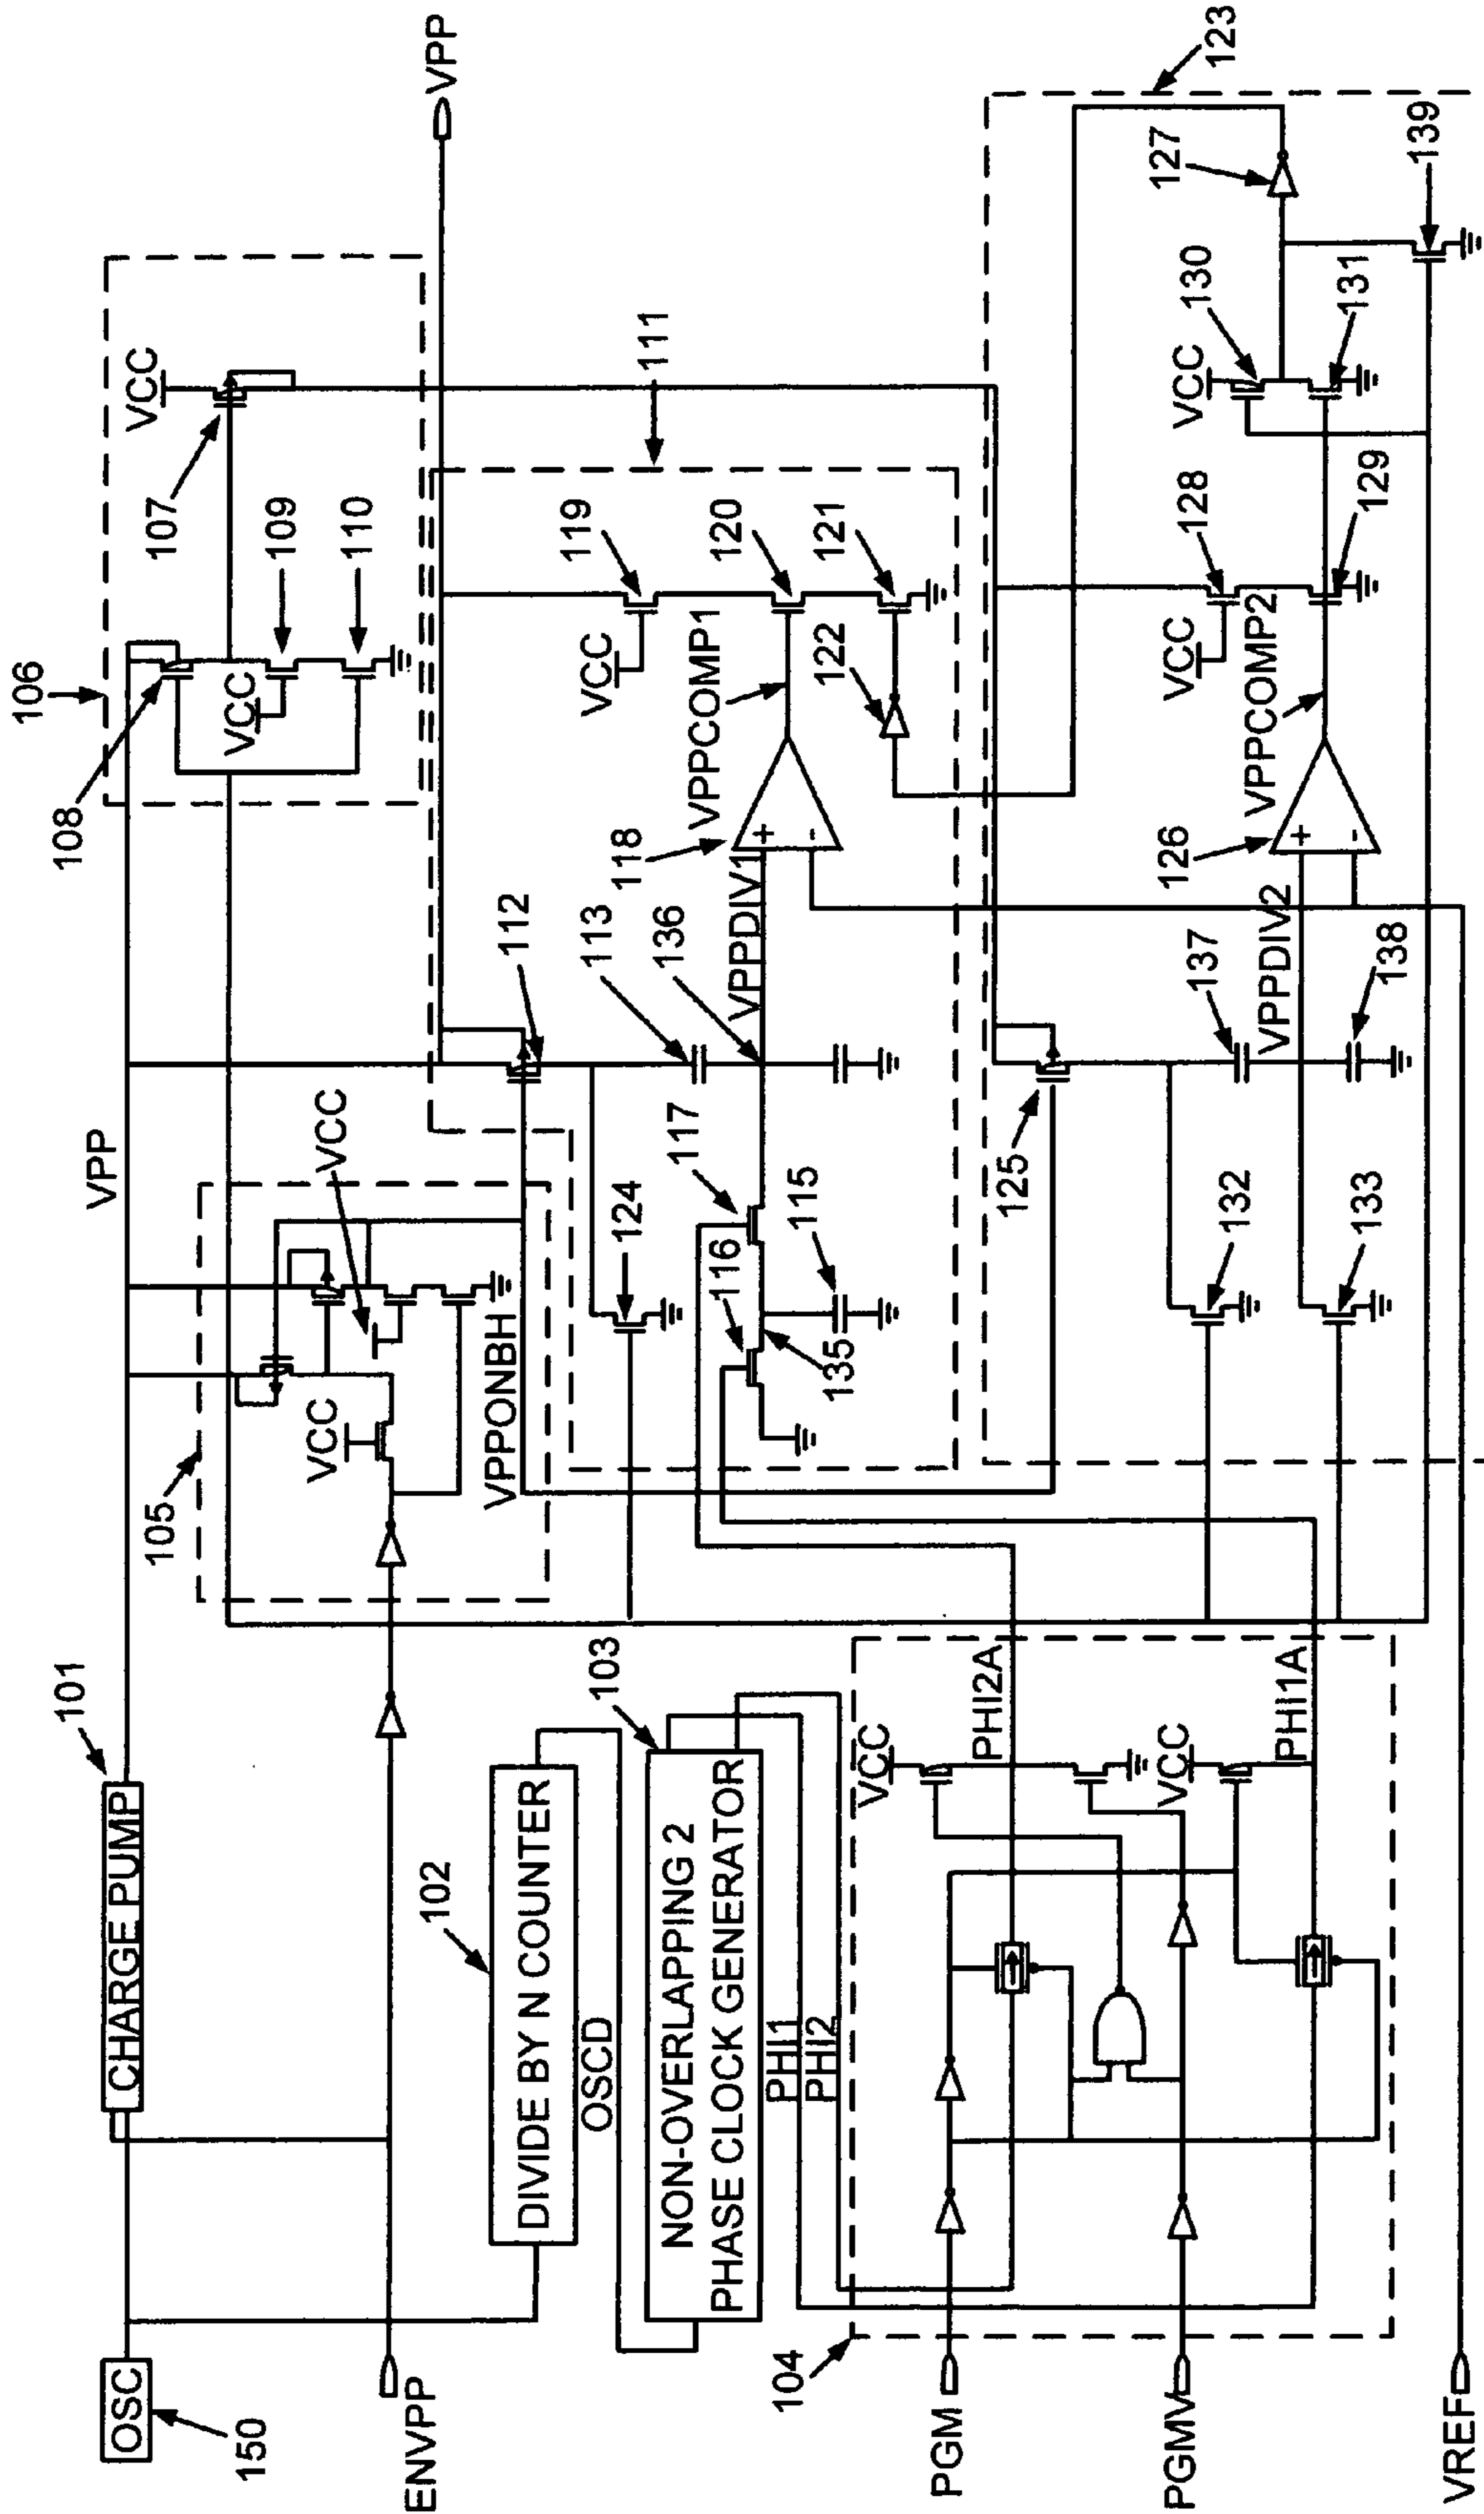 OSC
150
101
CHARGE PUMP
ENVPP
102
DIVIDE BY N COUNTER
OSCD
103
NON-OVERLAPPING 2
PHASE CLOCK GENERATOR
PHI1
PHI2
104
PGM
PGMV
VREF
VCC
PHI2A
VCC
PHI1A
105
VPP
VCC
VCC
VPPONBH
106
108
107
VCC
109
110
VCC
VPP
111
112
113
136
124
117
116
115
135
118
VPPDIV1
VPPCOMP1
VCC
119
120
121
122
123
125
132
133
137
138
VPPDIV2
126
VPPCOMP2
VCC
128
129
VCC
130
131
127
139
+
-
+
-